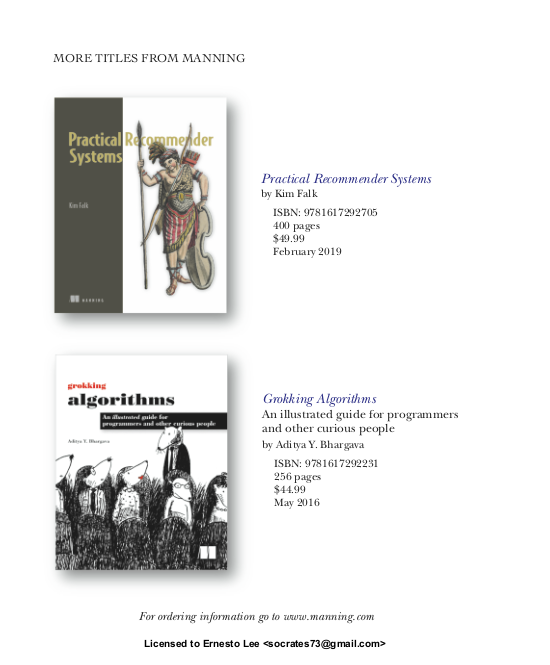 MORE TITLES FROM MANNING
Practical Recommender
Systems
Kim Falk
MANNING
Practical Recommender Systems
by Kim Falk
ISBN: 9781617292705
400 pages
$49.99
February 2019
grokking
algorithms
An illustrated guide for
programmers and other curious people
Aditya Y. Bhargava
Grokking Algorithms
An illustrated guide for programmers
and other curious people
by Aditya Y. Bhargava
ISBN: 9781617292231
256 pages
$44.99
May 2016
For ordering information go to www.manning.com
Licensed to Ernesto Lee <socrates73@gmail.com>